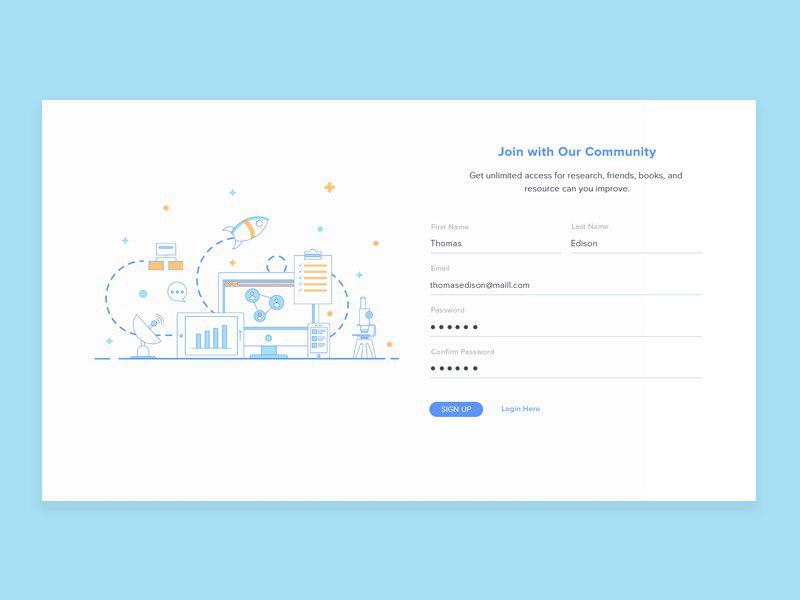 Join with Our Community
Get unlimited access for research, friends, books, and
resource can you improve.
First Name
Last Name
Thomas
Edison
Email
thomasedison@maill.com
Password
Confirm Password
SIGN UP
Login Here